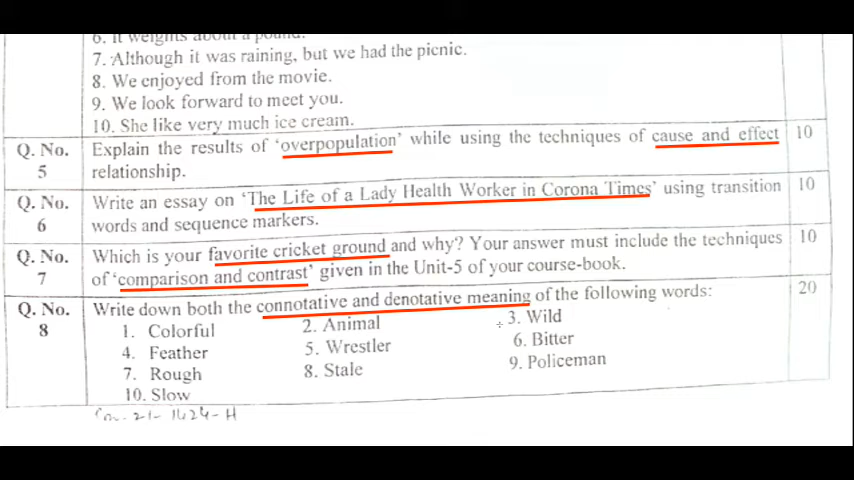 6. It weights about a pound.
7. Although it was raining, but we had the picnic.
8. We enjoyed from the movie.
9. We look forward to meet you.
10. She like very much ice cream.
Q. No. 5 Explain the results of 'overpopulation' while using the techniques of cause and effect relationship. 10
Q. No. 6 Write an essay on 'The Life of a Lady Health Worker in Corona Times' using transition words and sequence markers. 10
Q. No. 7 Which is your favorite cricket ground and why? Your answer must include the techniques of 'comparison and contrast' given in the Unit-5 of your course-book. 10
Q. No. 8 Write down both the connotative and denotative meaning of the following words: 20
1. Colorful 2. Animal 3. Wild
4. Feather 5. Wrestler 6. Bitter
7. Rough 8. Stale 9. Policeman
10. Slow
21-1424-H